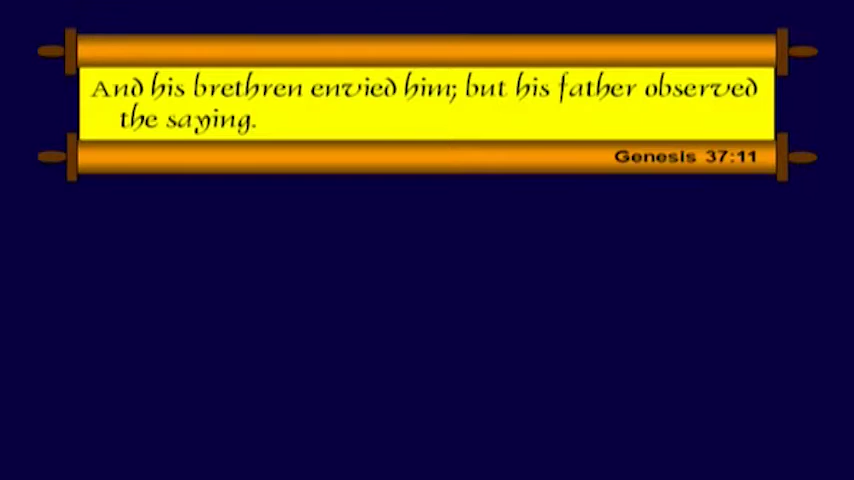 And his brethren envied him; but his father observed
the saying.
Genesis 37:11